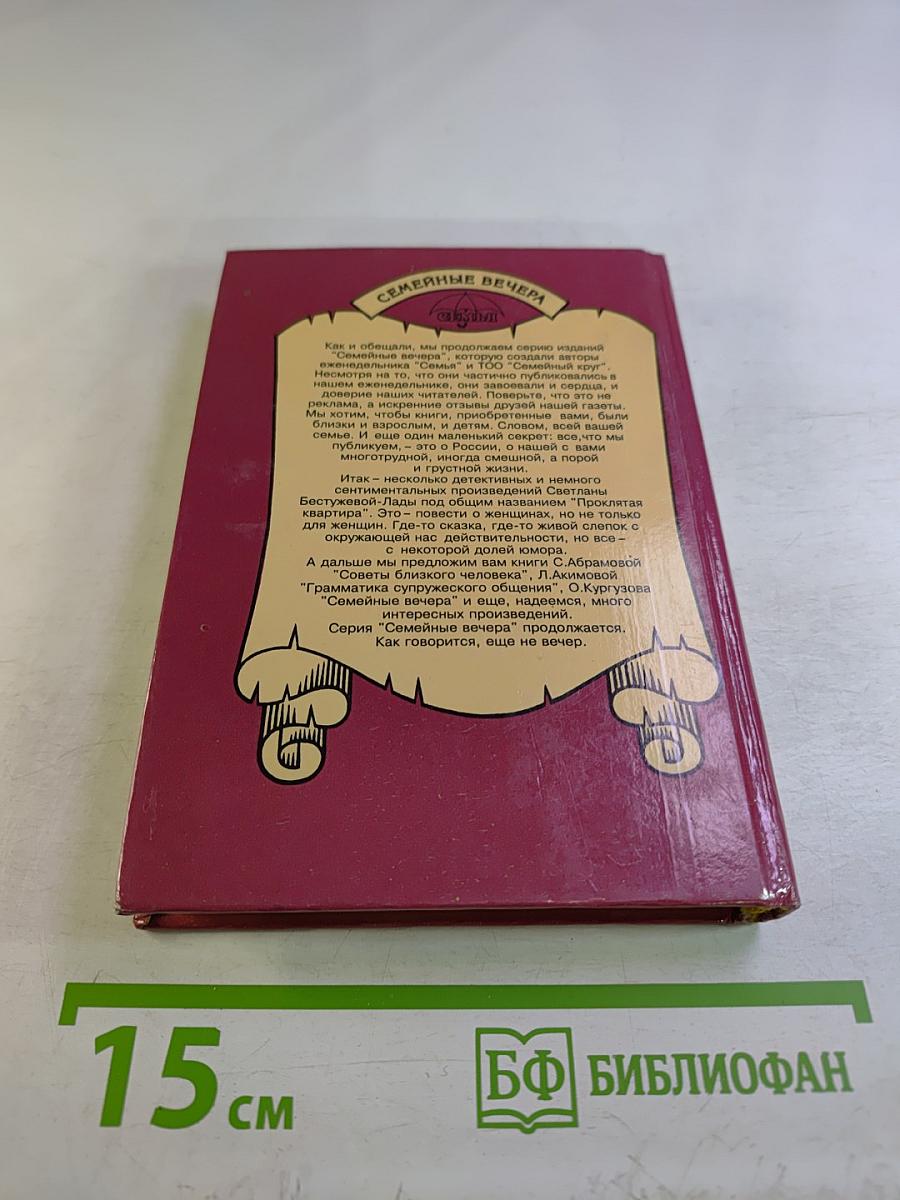 СЕМЕЙНЫЕ ВЕЧЕРА
Как и обещали, мы продолжаем серию изданий
"Семейные вечера", которую создали авторы
еженедельника "Семья" и ТОО "Семейный круг".
Несмотря на то, что они частично публиковались в
нашем еженедельнике, они завоевали и сердца, и
доверие наших читателей. Поверьте, что это не
реклама, а искренние отзывы друзей нашей газеты.
Мы хотим, чтобы книги, приобретенные вами, были
близки и взрослым, и детям. Словом, всей вашей
семье. И еще один маленький секрет: все,что мы
публикуем, – это о России, о нашей с вами
многотрудной, иногда смешной, а порой
и грустной жизни.
Итак – несколько детективных и немного
сентиментальных произведений Светланы
Бестужевой-Лады под общим названием "Проклятая
квартира". Это – повести о женщинах, но не только
для женщин. Где-то сказка, где-то живой слепок с
окружающей нас действительности, но все –
с некоторой долей юмора.
А дальше мы предложим вам книги С.Абрамовой
"Советы близкого человека", Л.Акимовой
"Грамматика супружеского общения", О.Кургузова
"Семейные вечера" и еще, надеемся, много
интересных произведений.
Серия "Семейные вечера" продолжается.
Как говорится, еще не вечер.
15 см
БФ БИБЛИОФАН